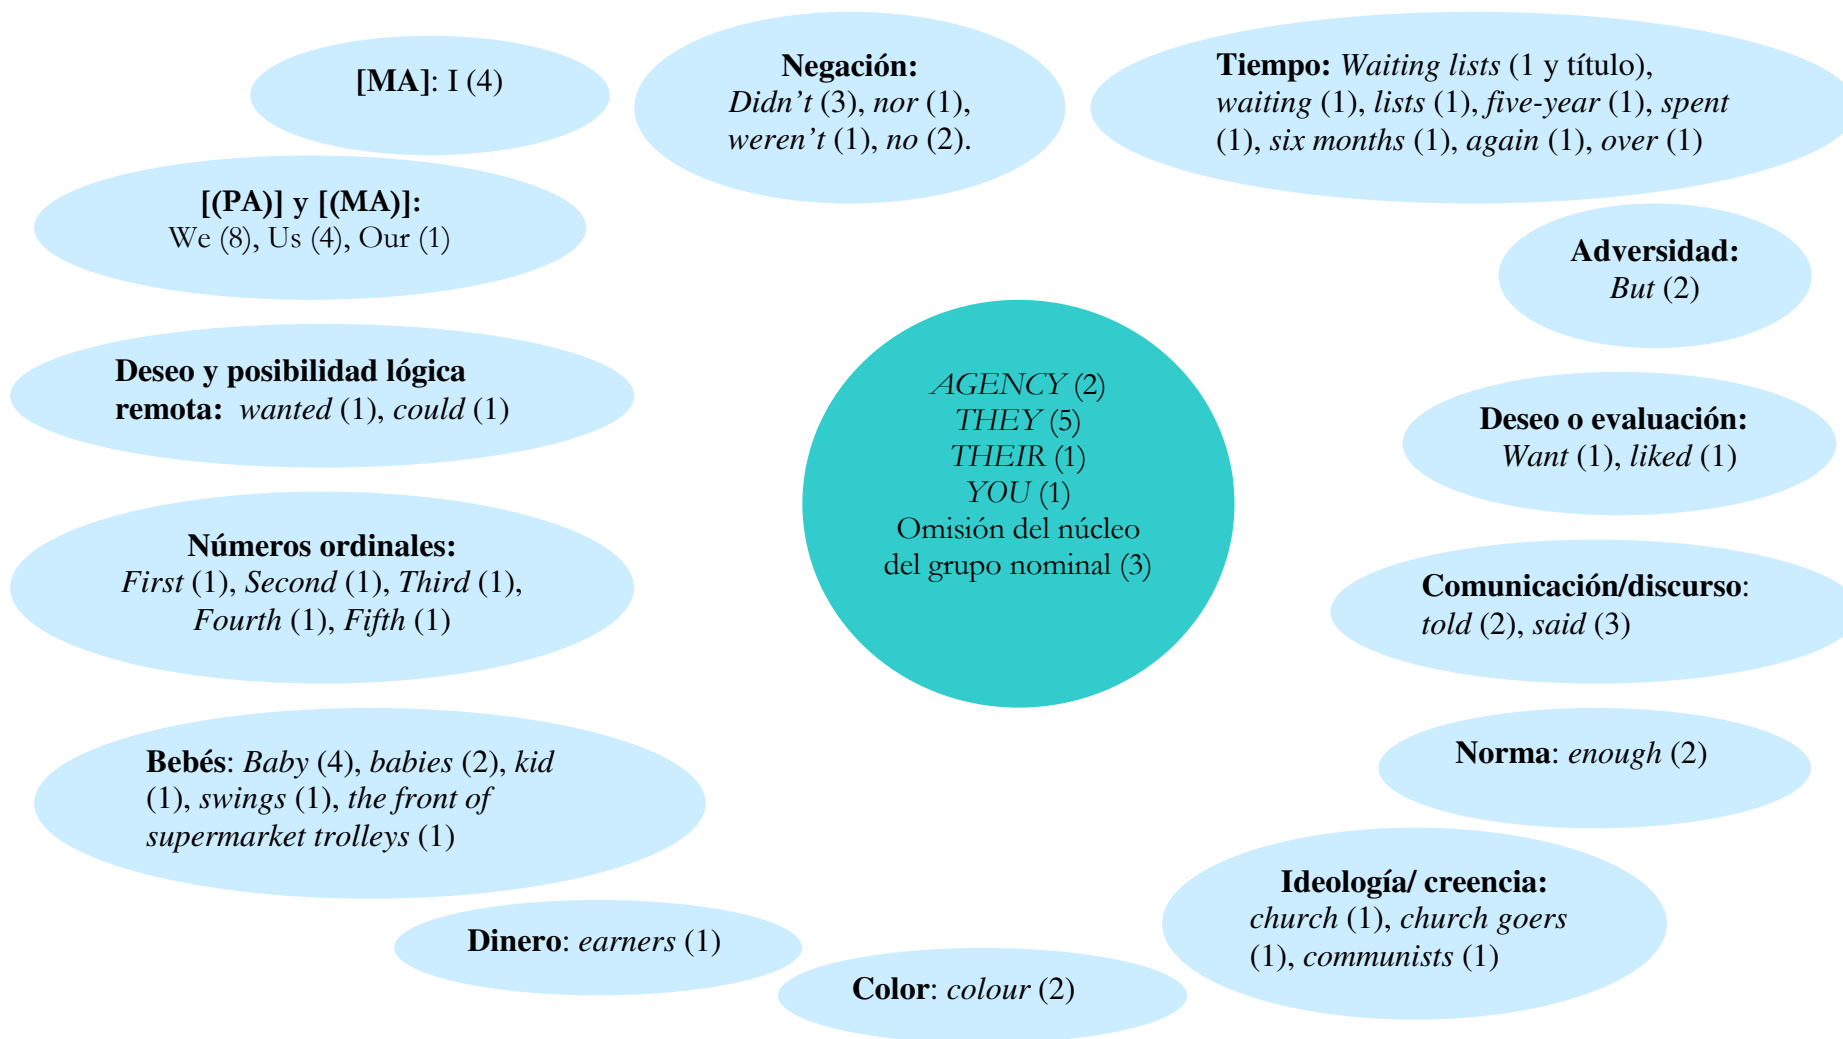 [MA]: I (4)
Negación:
Didn’t (3), nor (1),
weren’t (1), no (2).
Tiempo: Waiting lists (1 y título),
waiting (1), lists (1), five-year (1), spent
(1), six months (1), again (1), over (1)
[(PA)] y [(MA)]:
We (8), Us (4), Our (1)
Adversidad:
But (2)
Deseo y posibilidad lógica
remota: wanted (1), could (1)
AGENCY (2)
THEY (5)
THEIR (1)
YOU (1)
Omisión del núcleo
del grupo nominal (3)
Deseo o evaluación:
Want (1), liked (1)
Números ordinales:
First (1), Second (1), Third (1),
Fourth (1), Fifth (1)
Comunicación/discurso:
told (2), said (3)
Bebés: Baby (4), babies (2), kid
(1), swings (1), the front of
supermarket trolleys (1)
Norma: enough (2)
Ideología/ creencia:
church (1), church goers
(1), communists (1)
Dinero: earners (1)
Color: colour (2)